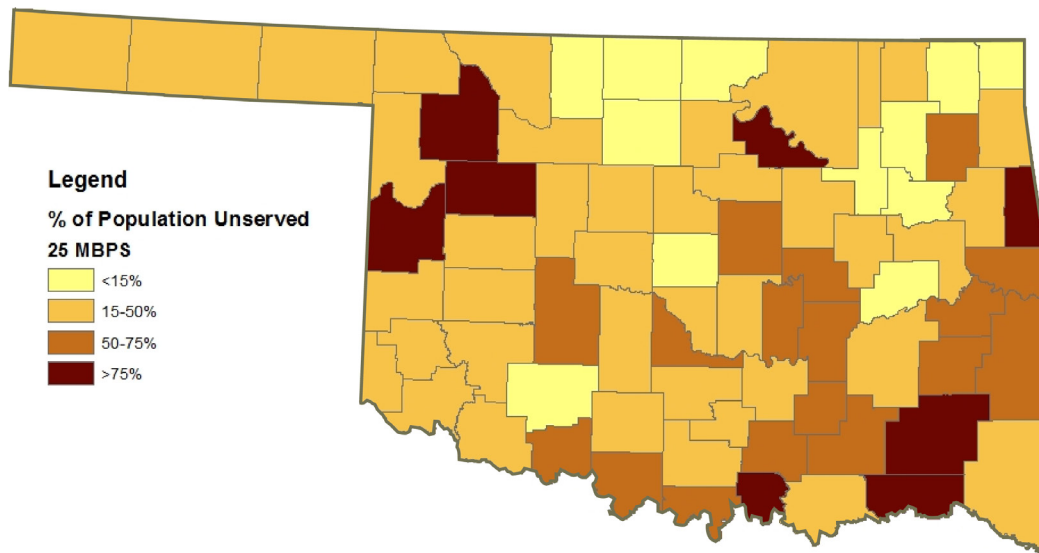 Legend
% of Population Unserved
25 MBPS
<15%
15-50%
50-75%
>75%